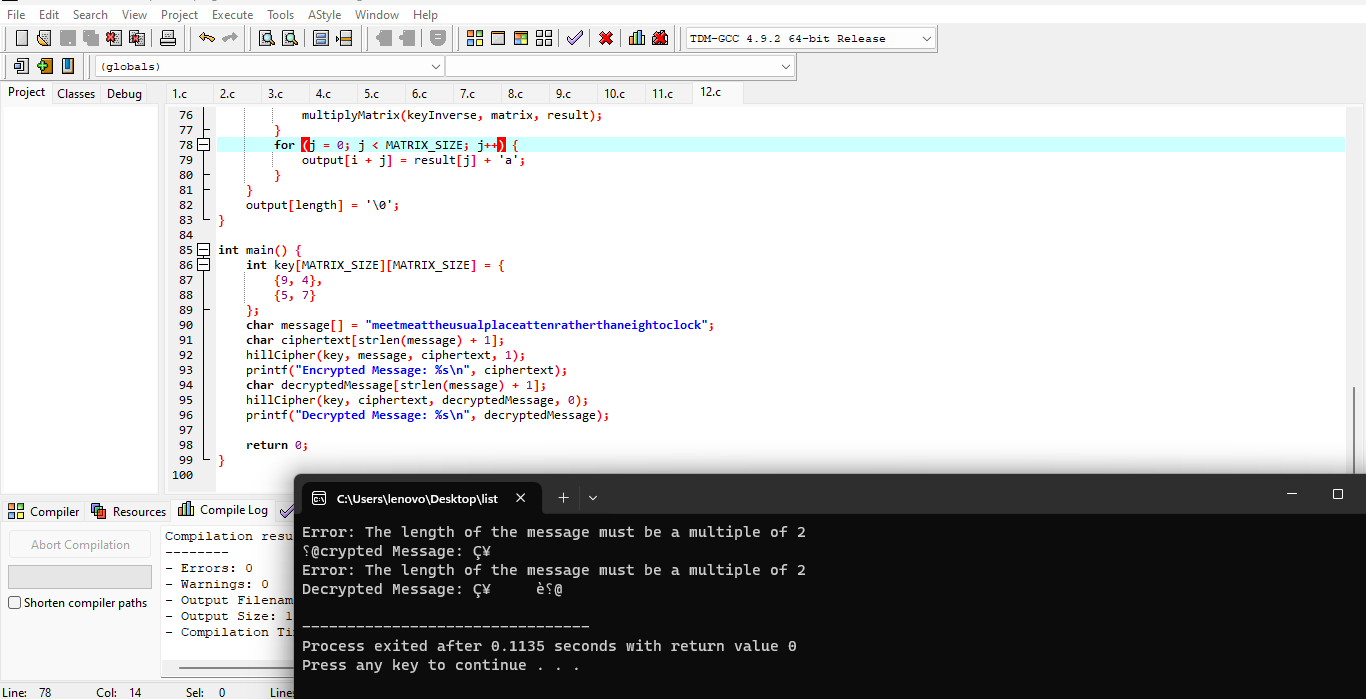 File Edit Search View Project Execute Tools AStyle Window Help
TDM-GCC 4.9.2 64-bit Release
(globals)
Project Classes Debug 1.c 2.c 3.c 4.c 5.c 6.c 7.c 8.c 9.c 10.c 11.c 12.c
76 multiplyMatrix(keyInverse, matrix, result);
77 }
78 for (j = 0; j < MATRIX_SIZE; j++) {
79 output[i + j] = result[j] + 'a';
80 }
81 }
82 output[length] = '\0';
83 }
84
85 int main() {
86 int key[MATRIX_SIZE][MATRIX_SIZE] = {
87 {9, 4},
88 {5, 7}
89 };
90 char message[] = "meetmeattheusualplaceattenratherthaneightoclock";
91 char ciphertext[strlen(message) + 1];
92 hillCipher(key, message, ciphertext, 1);
93 printf("Encrypted Message: %s\n", ciphertext);
94 char decryptedMessage[strlen(message) + 1];
95 hillCipher(key, ciphertext, decryptedMessage, 0);
96 printf("Decrypted Message: %s\n", decryptedMessage);
97
98 return 0;
99 }
100
Compiler Resources Compile Log
Abort Compilation
Shorten compiler paths
Compilation resu
--------
- Errors: 0
- Warnings: 0
- Output Filenam
- Output Size: 1
- Compilation Ti
C:\Users\lenovo\Desktop\list
Error: The length of the message must be a multiple of 2
⸮@crypted Message: Ç¥
Error: The length of the message must be a multiple of 2
Decrypted Message: Ç¥ è⸮@
--------------------------------
Process exited after 0.1135 seconds with return value 0
Press any key to continue . . .
Line: 78 Col: 14 Sel: 0 Lines